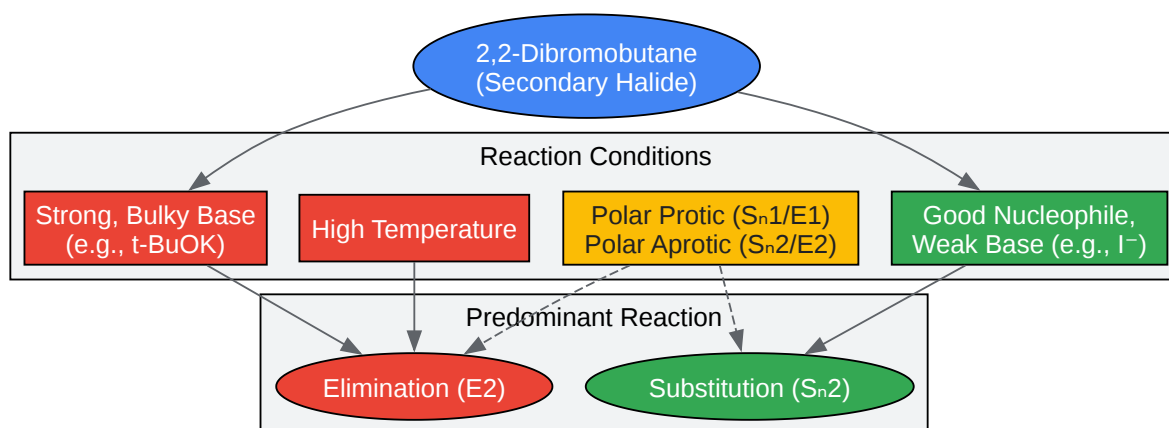 2,2-Dibromobutane
(Secondary Halide)
Reaction Conditions
Strong, Bulky Base
(e.g., t-BuOK)
High Temperature
Polar Protic (Sₙ1/E1)
Polar Aprotic (Sₙ2/E2)
Good Nucleophile,
Weak Base (e.g., I⁻)
Predominant Reaction
Elimination (E2)
Substitution (Sₙ2)